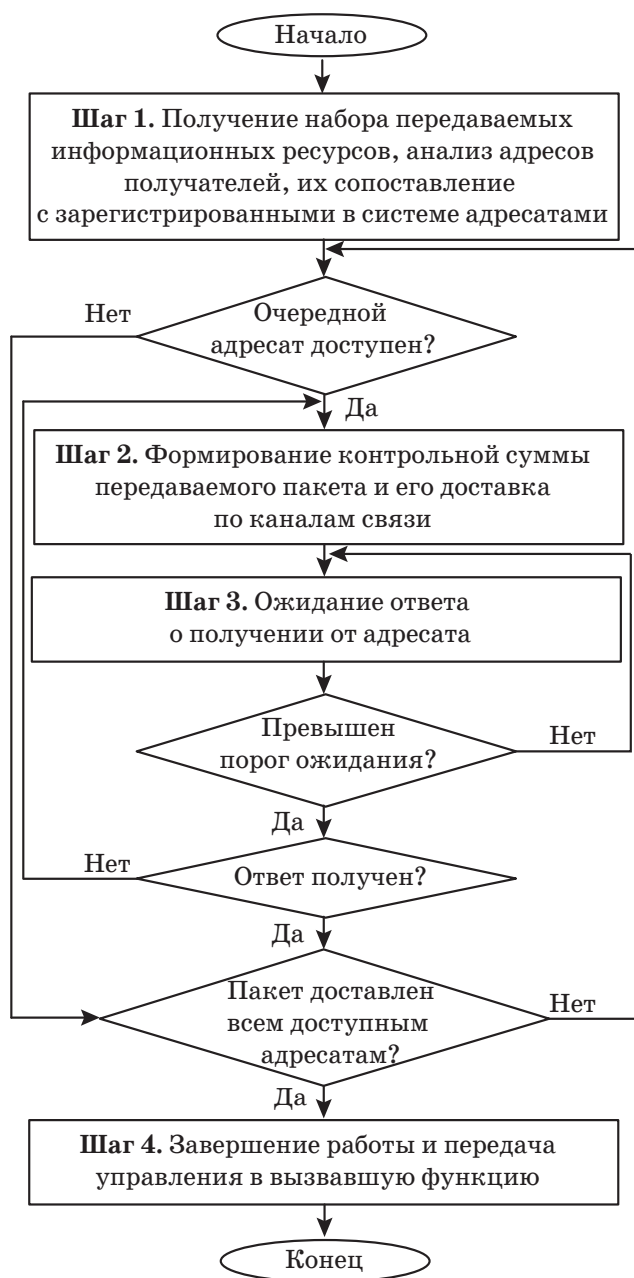 Начало
Шаг 1. Получение набора передаваемых
информационных ресурсов, анализ адресов
получателей, их сопоставление
с зарегистрированными в системе адресатами
Нет
Очередной
адресат доступен?
Да
Шаг 2. Формирование контрольной суммы
передаваемого пакета и его доставка
по каналам связи
Шаг 3. Ожидание ответа
о получении от адресата
Превышен
порог ожидания?
Нет
Да
Нет
Ответ получен?
Да
Пакет доставлен
всем доступным
адресатам?
Нет
Да
Шаг 4. Завершение работы и передача
управления в вызвавшую функцию
Конец